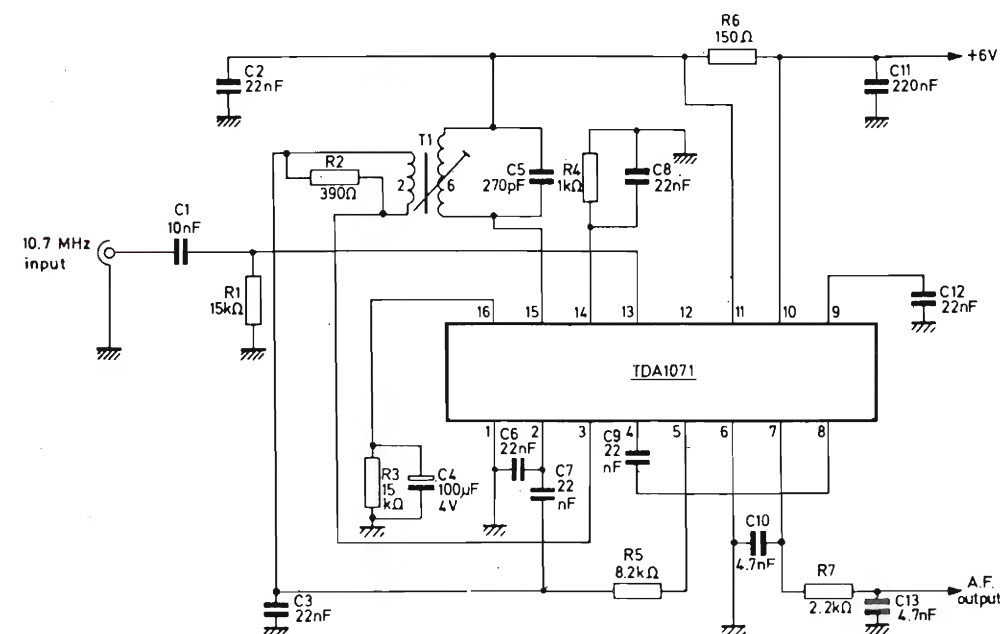 R6
150Ω
+6V
C2
22nF
C11
220nF
T1
R2
390Ω
2
6
C5
270pF
R4
1kΩ
C8
22nF
C1
10nF
10.7 MHz
input
R1
15kΩ
C12
22nF
16
15
14
13
12
11
10
9
TDA1071
1
2
3
4
5
6
7
8
C6
22nF
C9
22
nF
R3
15
kΩ
C4
100µF
4V
C7
22
nF
C10
4.7nF
R5
8.2kΩ
R7
2.2kΩ
A.F.
output
C3
22nF
C13
4.7nF